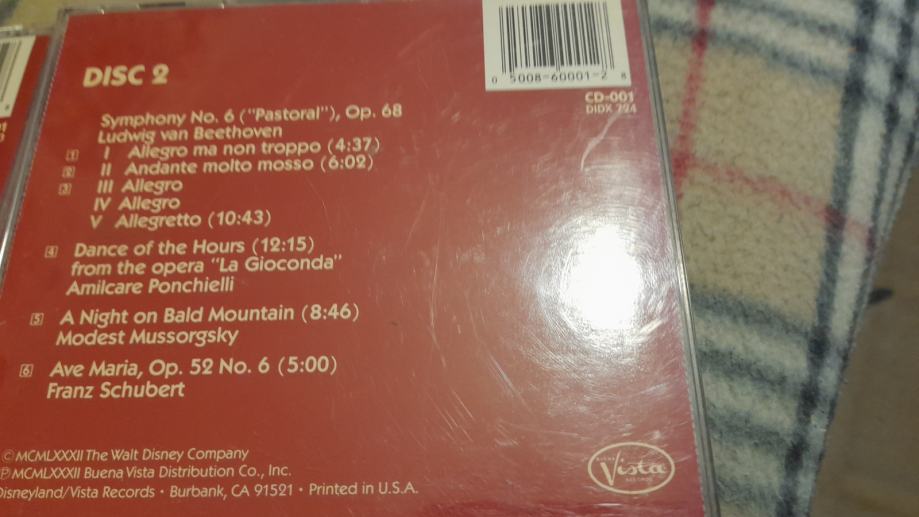 DISC 2
0 5008-60001-2 8
CD-001
DIDX 224
Symphony No. 6 ("Pastoral"), Op. 68
Ludwig van Beethoven
1 I Allegro ma non troppo (4:37)
2 II Andante molto mosso (6:02)
3 III Allegro
IV Allegro
V Allegretto (10:43)
4 Dance of the Hours (12:15)
from the opera "La Gioconda"
Amilcare Ponchielli
5 A Night on Bald Mountain (8:46)
Modest Mussorgsky
6 Ave Maria, Op. 52 No. 6 (5:00)
Franz Schubert
©MCMLXXXII The Walt Disney Company
℗MCMLXXXII Buena Vista Distribution Co., Inc.
Disneyland/Vista Records • Burbank, CA 91521 • Printed in U.S.A.
BUENA
Vista
RECORDS